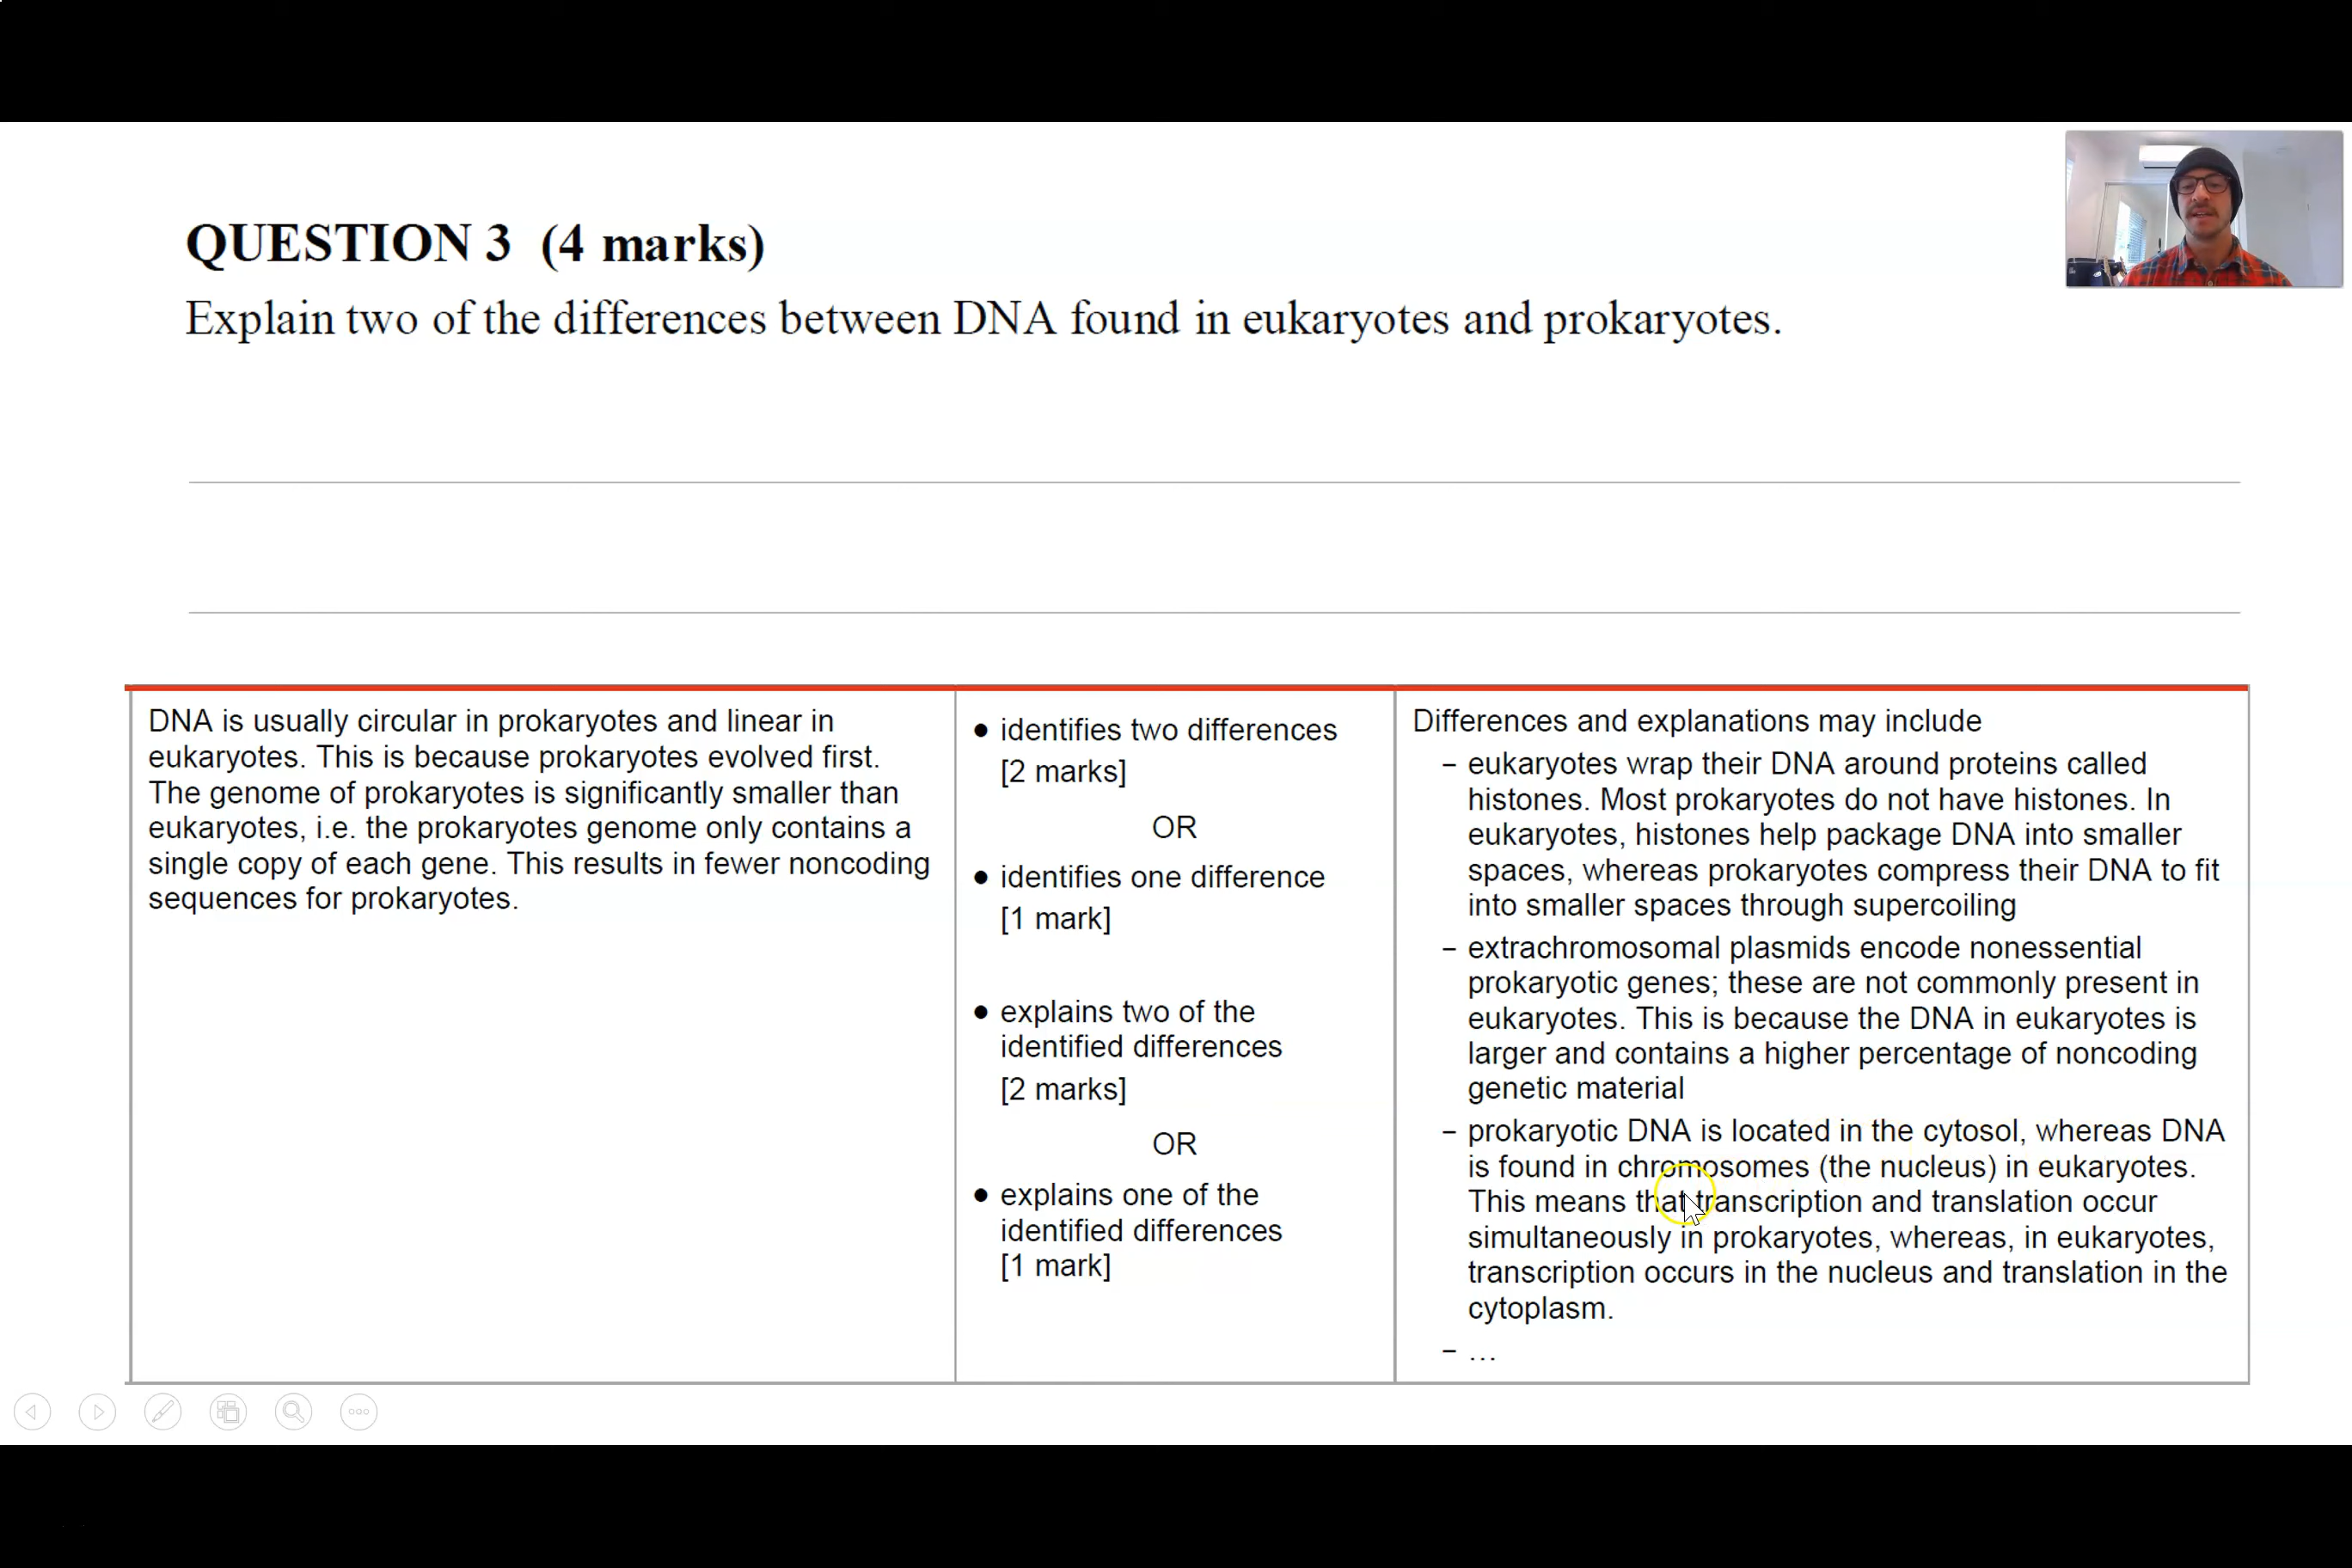 QUESTION 3 (4 marks)
Explain two of the differences between DNA found in eukaryotes and prokaryotes.
DNA is usually circular in prokaryotes and linear in
eukaryotes. This is because prokaryotes evolved first.
The genome of prokaryotes is significantly smaller than
eukaryotes, i.e. the prokaryotes genome only contains a
single copy of each gene. This results in fewer noncoding
sequences for prokaryotes.
● identifies two differences
[2 marks]
OR
● identifies one difference
[1 mark]
● explains two of the
identified differences
[2 marks]
OR
● explains one of the
identified differences
[1 mark]
Differences and explanations may include
– eukaryotes wrap their DNA around proteins called
histones. Most prokaryotes do not have histones. In
eukaryotes, histones help package DNA into smaller
spaces, whereas prokaryotes compress their DNA to fit
into smaller spaces through supercoiling
– extrachromosomal plasmids encode nonessential
prokaryotic genes; these are not commonly present in
eukaryotes. This is because the DNA in eukaryotes is
larger and contains a higher percentage of noncoding
genetic material
– prokaryotic DNA is located in the cytosol, whereas DNA
is found in chromosomes (the nucleus) in eukaryotes.
This means that transcription and translation occur
simultaneously in prokaryotes, whereas, in eukaryotes,
transcription occurs in the nucleus and translation in the
cytoplasm.
– …